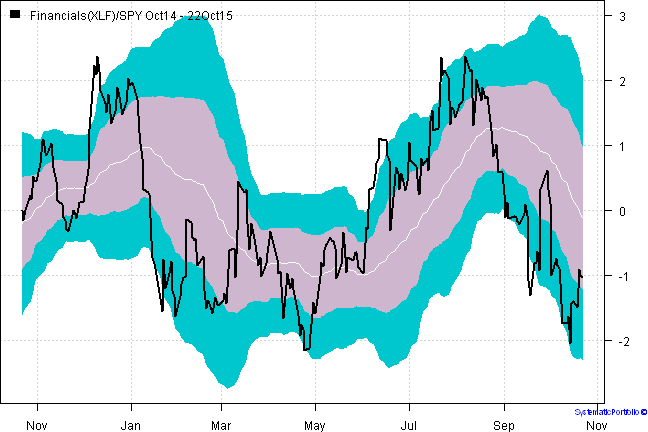 Financials(XLF)/SPY Oct14 - 22Oct15
3
2
1
0
-1
-2
SystematicPortfolio ©
Nov Jan Mar May Jul Sep Nov